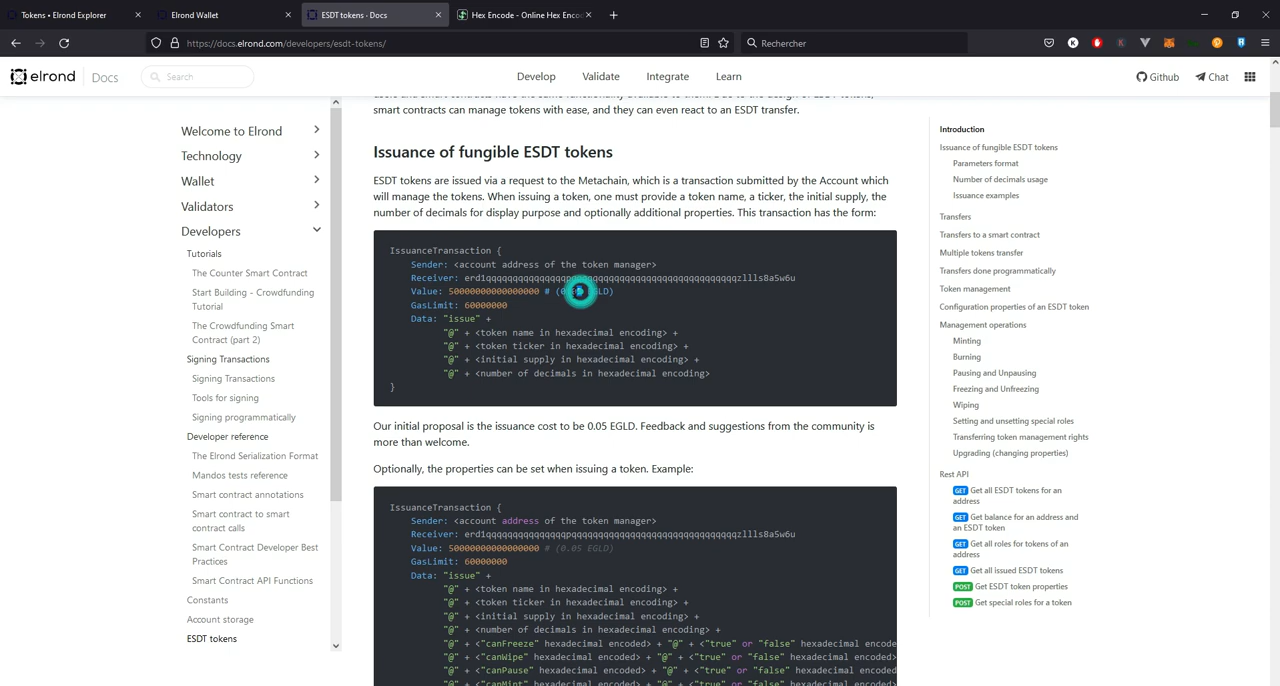 Tokens • Elrond Explorer
Elrond Wallet
ESDT tokens · Docs
Hex Encode - Online Hex Enco
https://docs.elrond.com/developers/esdt-tokens/
Rechercher
elrond
Docs
Search
Develop
Validate
Integrate
Learn
Github
Chat
Welcome to Elrond
Technology
Wallet
Validators
Developers
Tutorials
The Counter Smart Contract
Start Building - Crowdfunding
Tutorial
The Crowdfunding Smart
Contract (part 2)
Signing Transactions
Signing Transactions
Tools for signing
Signing programmatically
Developer reference
The Elrond Serialization Format
Mandos tests reference
Smart contract annotations
Smart contract to smart
contract calls
Smart Contract Developer Best
Practices
Smart Contract API Functions
Constants
Account storage
ESDT tokens
smart contracts can manage tokens with ease, and they can even react to an ESDT transfer.
Issuance of fungible ESDT tokens
ESDT tokens are issued via a request to the Metachain, which is a transaction submitted by the Account which
will manage the tokens. When issuing a token, one must provide a token name, a ticker, the initial supply, the
number of decimals for display purpose and optionally additional properties. This transaction has the form:
IssuanceTransaction {
Sender: <account address of the token manager>
Receiver:
Value: 50000000000000000 #
GasLimit: 60000000
Data: "issue" +
"@" + <token name in hexadecimal encoding> +
"@" + <token ticker in hexadecimal encoding> +
"@" + <initial supply in hexadecimal encoding> +
"@" + <number of decimals in hexadecimal encoding>
}
Our initial proposal is the issuance cost to be 0.05 EGLD. Feedback and suggestions from the community is
more than welcome.
Optionally, the properties can be set when issuing a token. Example:
IssuanceTransaction {
Sender: <account address of the token manager>
Receiver:
Value: 50000000000000000 # (0.05 EGLD)
GasLimit: 60000000
Data: "issue" +
"@" + <token name in hexadecimal encoding> +
"@" + <token ticker in hexadecimal encoding> +
"@" + <initial supply in hexadecimal encoding> +
"@" + <number of decimals in hexadecimal encoding> +
"@" + <"canFreeze" hexadecimal encoded> + "@" + <"true" or "false" hexadecimal encode
"@" + <"canWipe" hexadecimal encoded> + "@" + <"true" or "false" hexadecimal encoded>
"@" + <"canPause" hexadecimal encoded> + "@" + <"true" or "false" hexadecimal encoded
"@" + <"canMint" hexadecimal encoded> + "@" + <"true" or "false" hexadecimal encoded>
Introduction
Issuance of fungible ESDT tokens
Parameters format
Number of decimals usage
Issuance examples
Transfers
Transfers to a smart contract
Multiple tokens transfer
Transfers done programmatically
Token management
Configuration properties of an ESDT token
Management operations
Minting
Burning
Pausing and Unpausing
Freezing and Unfreezing
Wiping
Setting and unsetting special roles
Transferring token management rights
Upgrading (changing properties)
Rest API
GET Get all ESDT tokens for an
address
GET Get balance for an address and
an ESDT token
GET Get all roles for tokens of an
address
GET Get all issued ESDT tokens
POST Get ESDT token properties
POST Get special roles for a token